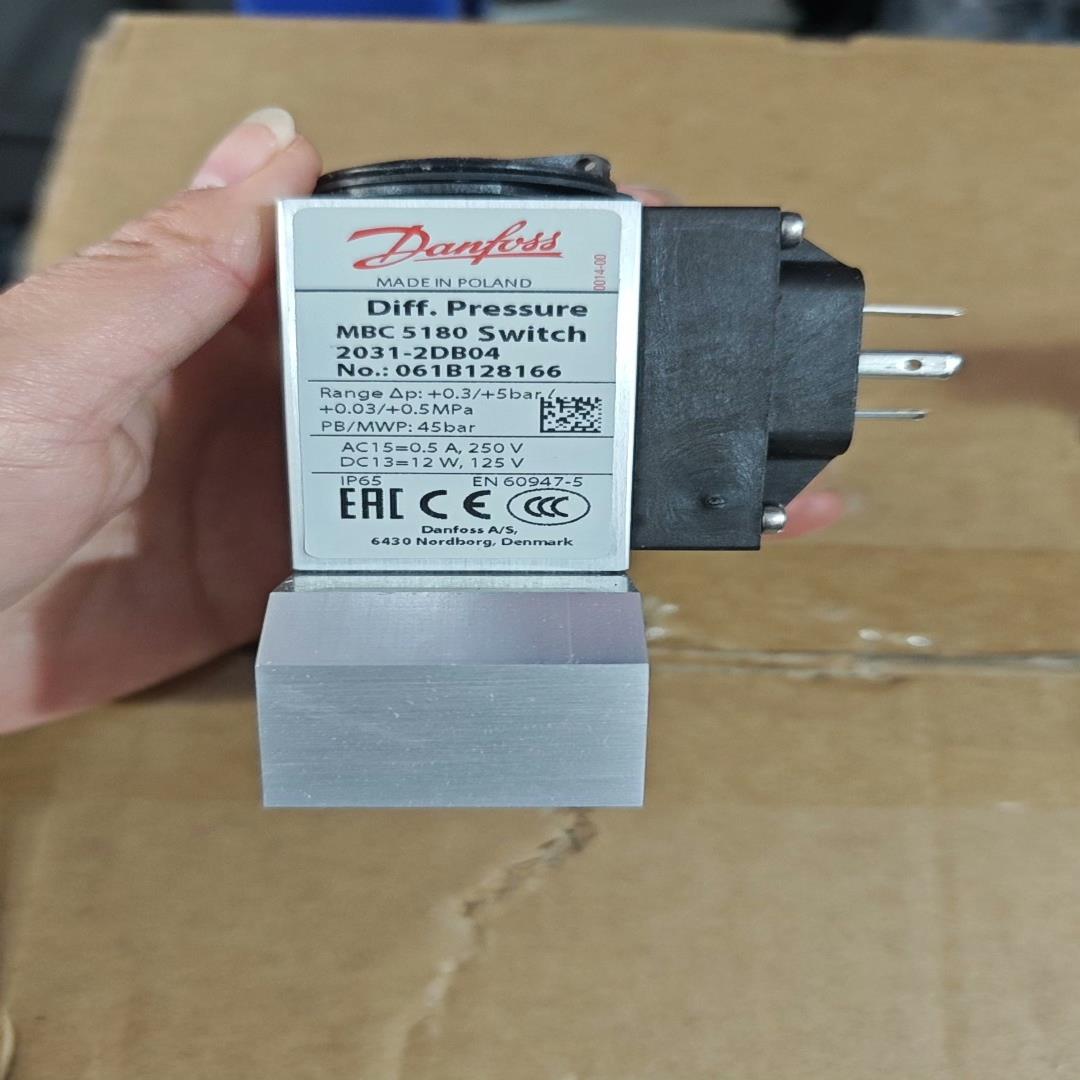 Danfoss
MADE IN POLAND
0014-00
Diff. Pressure
MBC 5180 Switch
2031-2DB04
No.: 061B128166
Range Δp: +0.3/+5bar /
+0.03/+0.5MPa
PB/MWP: 45bar
AC15=0.5 A, 250 V
DC13=12 W, 125 V
IP65 EN 60947-5
EAC CE CCC
Danfoss A/S,
6430 Nordborg, Denmark